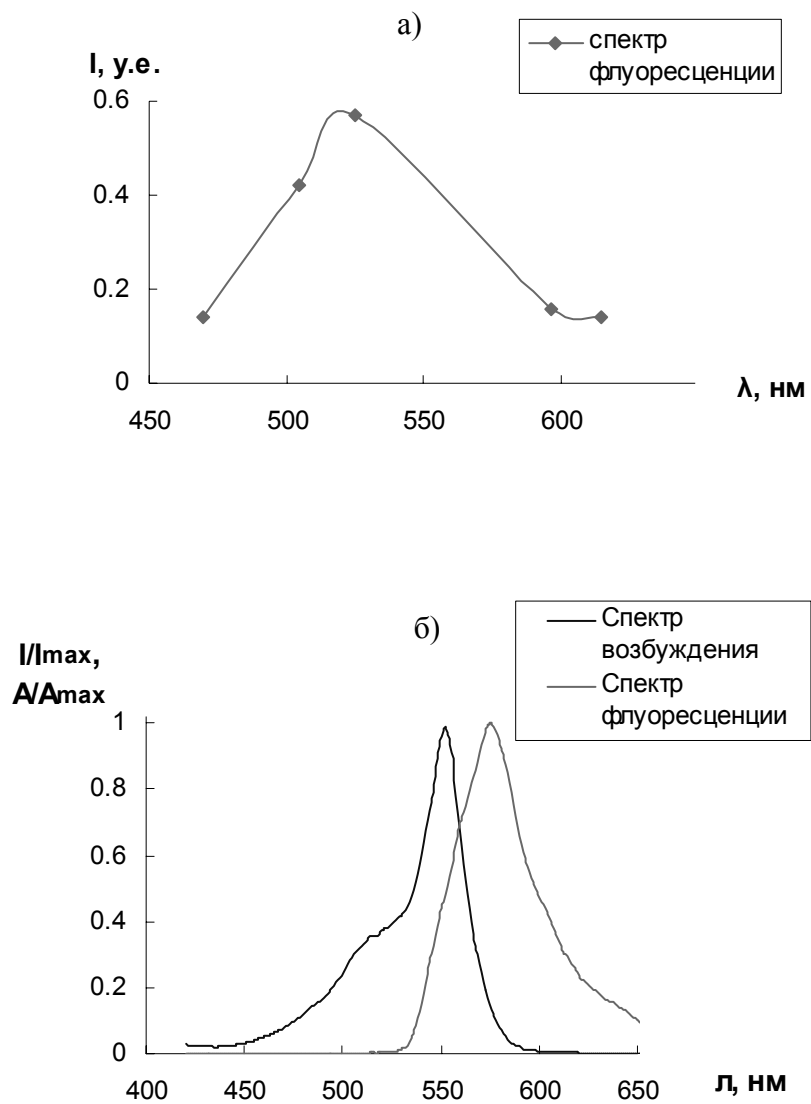 а)
спектр
флуоресценции
I, у.е.
0.6
0.4
0.2
0
450
500
550
600
λ, нм
б)
Спектр
возбуждения
Спектр
флуоресценции
I/Imax,
A/Amax
1
0.8
0.6
0.4
0.2
0
400
450
500
550
600
650
л, нм